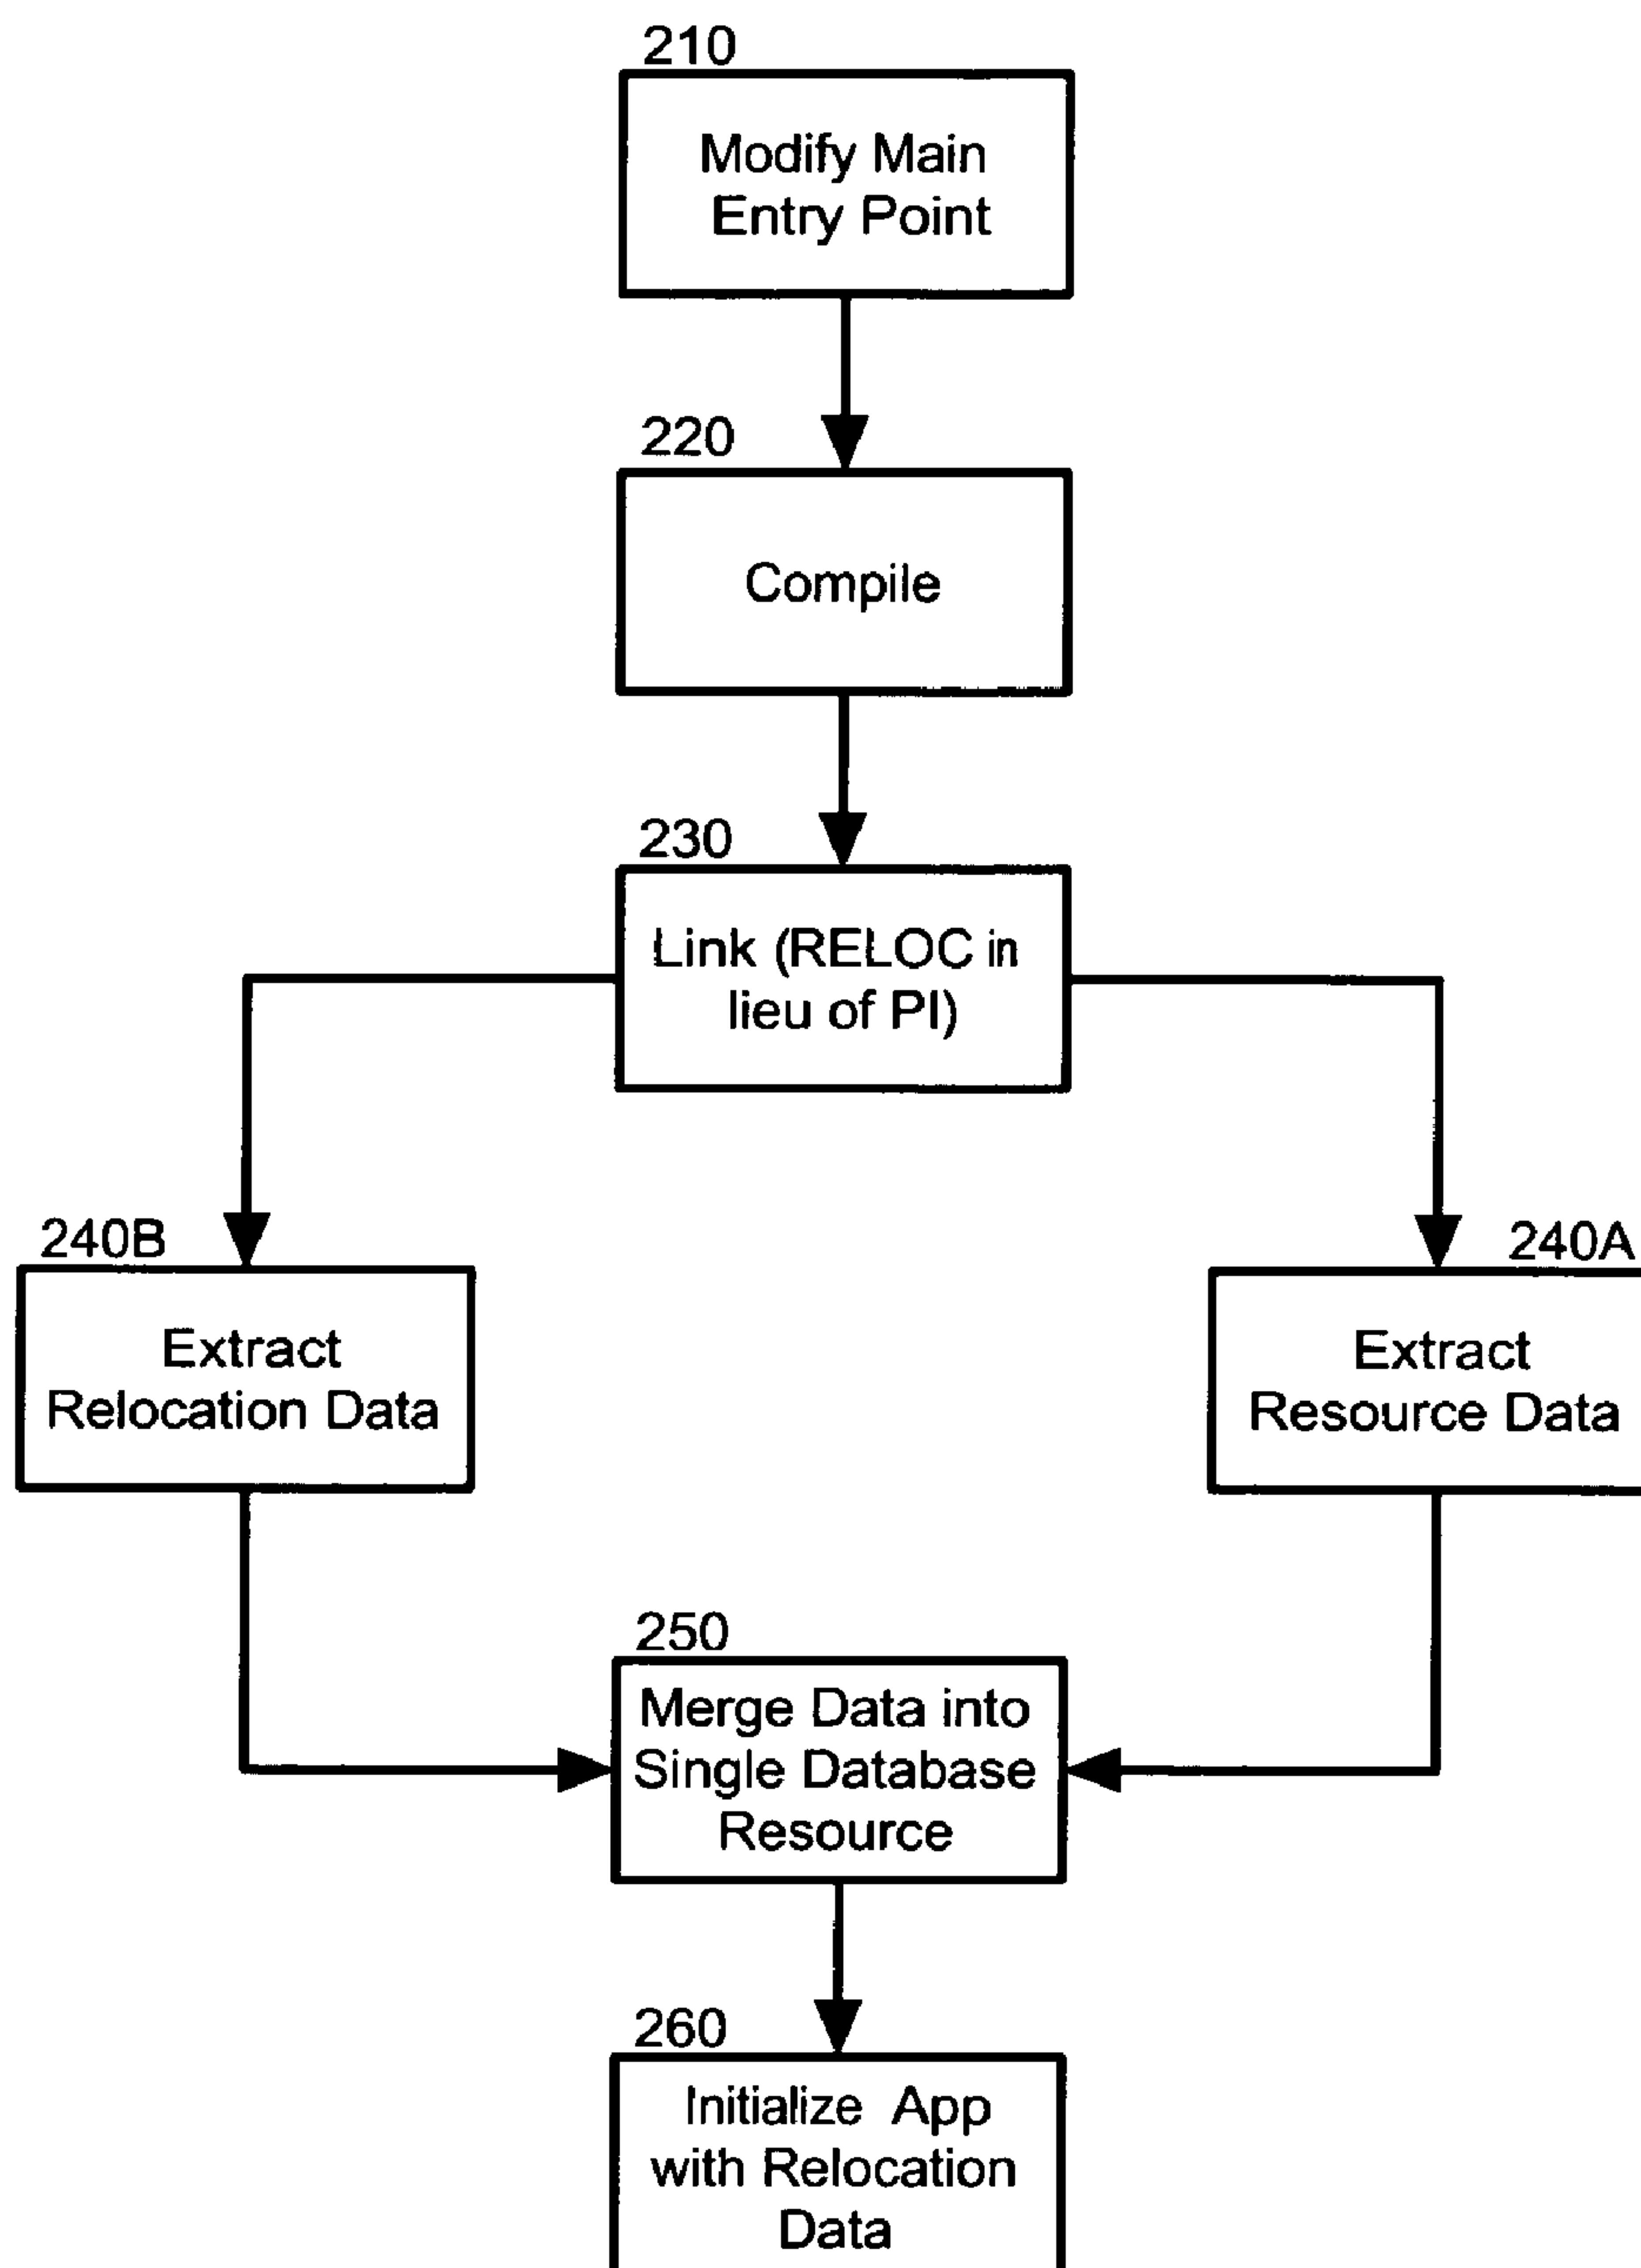 210
Modify Main
Entry Point
220
Compile
230
Link (RELOC in
lieu of PI)
240B
Extract
Relocation Data
240A
Extract
Resource Data
250
Merge Data into
Single Database
Resource
260
Initialize App
with Relocation
Data